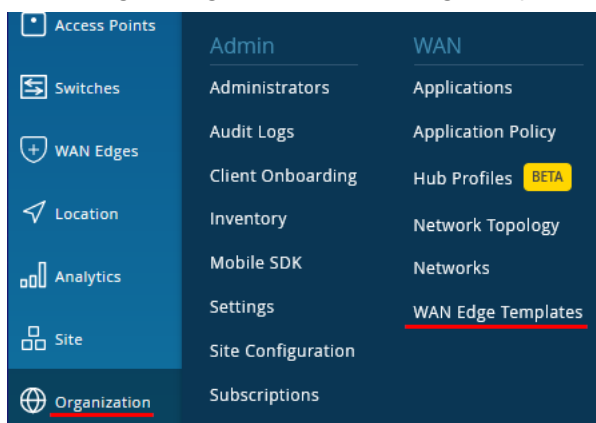 Access Points
Switches
WAN Edges
Location
Analytics
Site
Organization
Admin
Administrators
Audit Logs
Client Onboarding
Inventory
Mobile SDK
Settings
Site Configuration
Subscriptions
WAN
Applications
Application Policy
Hub Profiles BETA
Network Topology
Networks
WAN Edge Templates